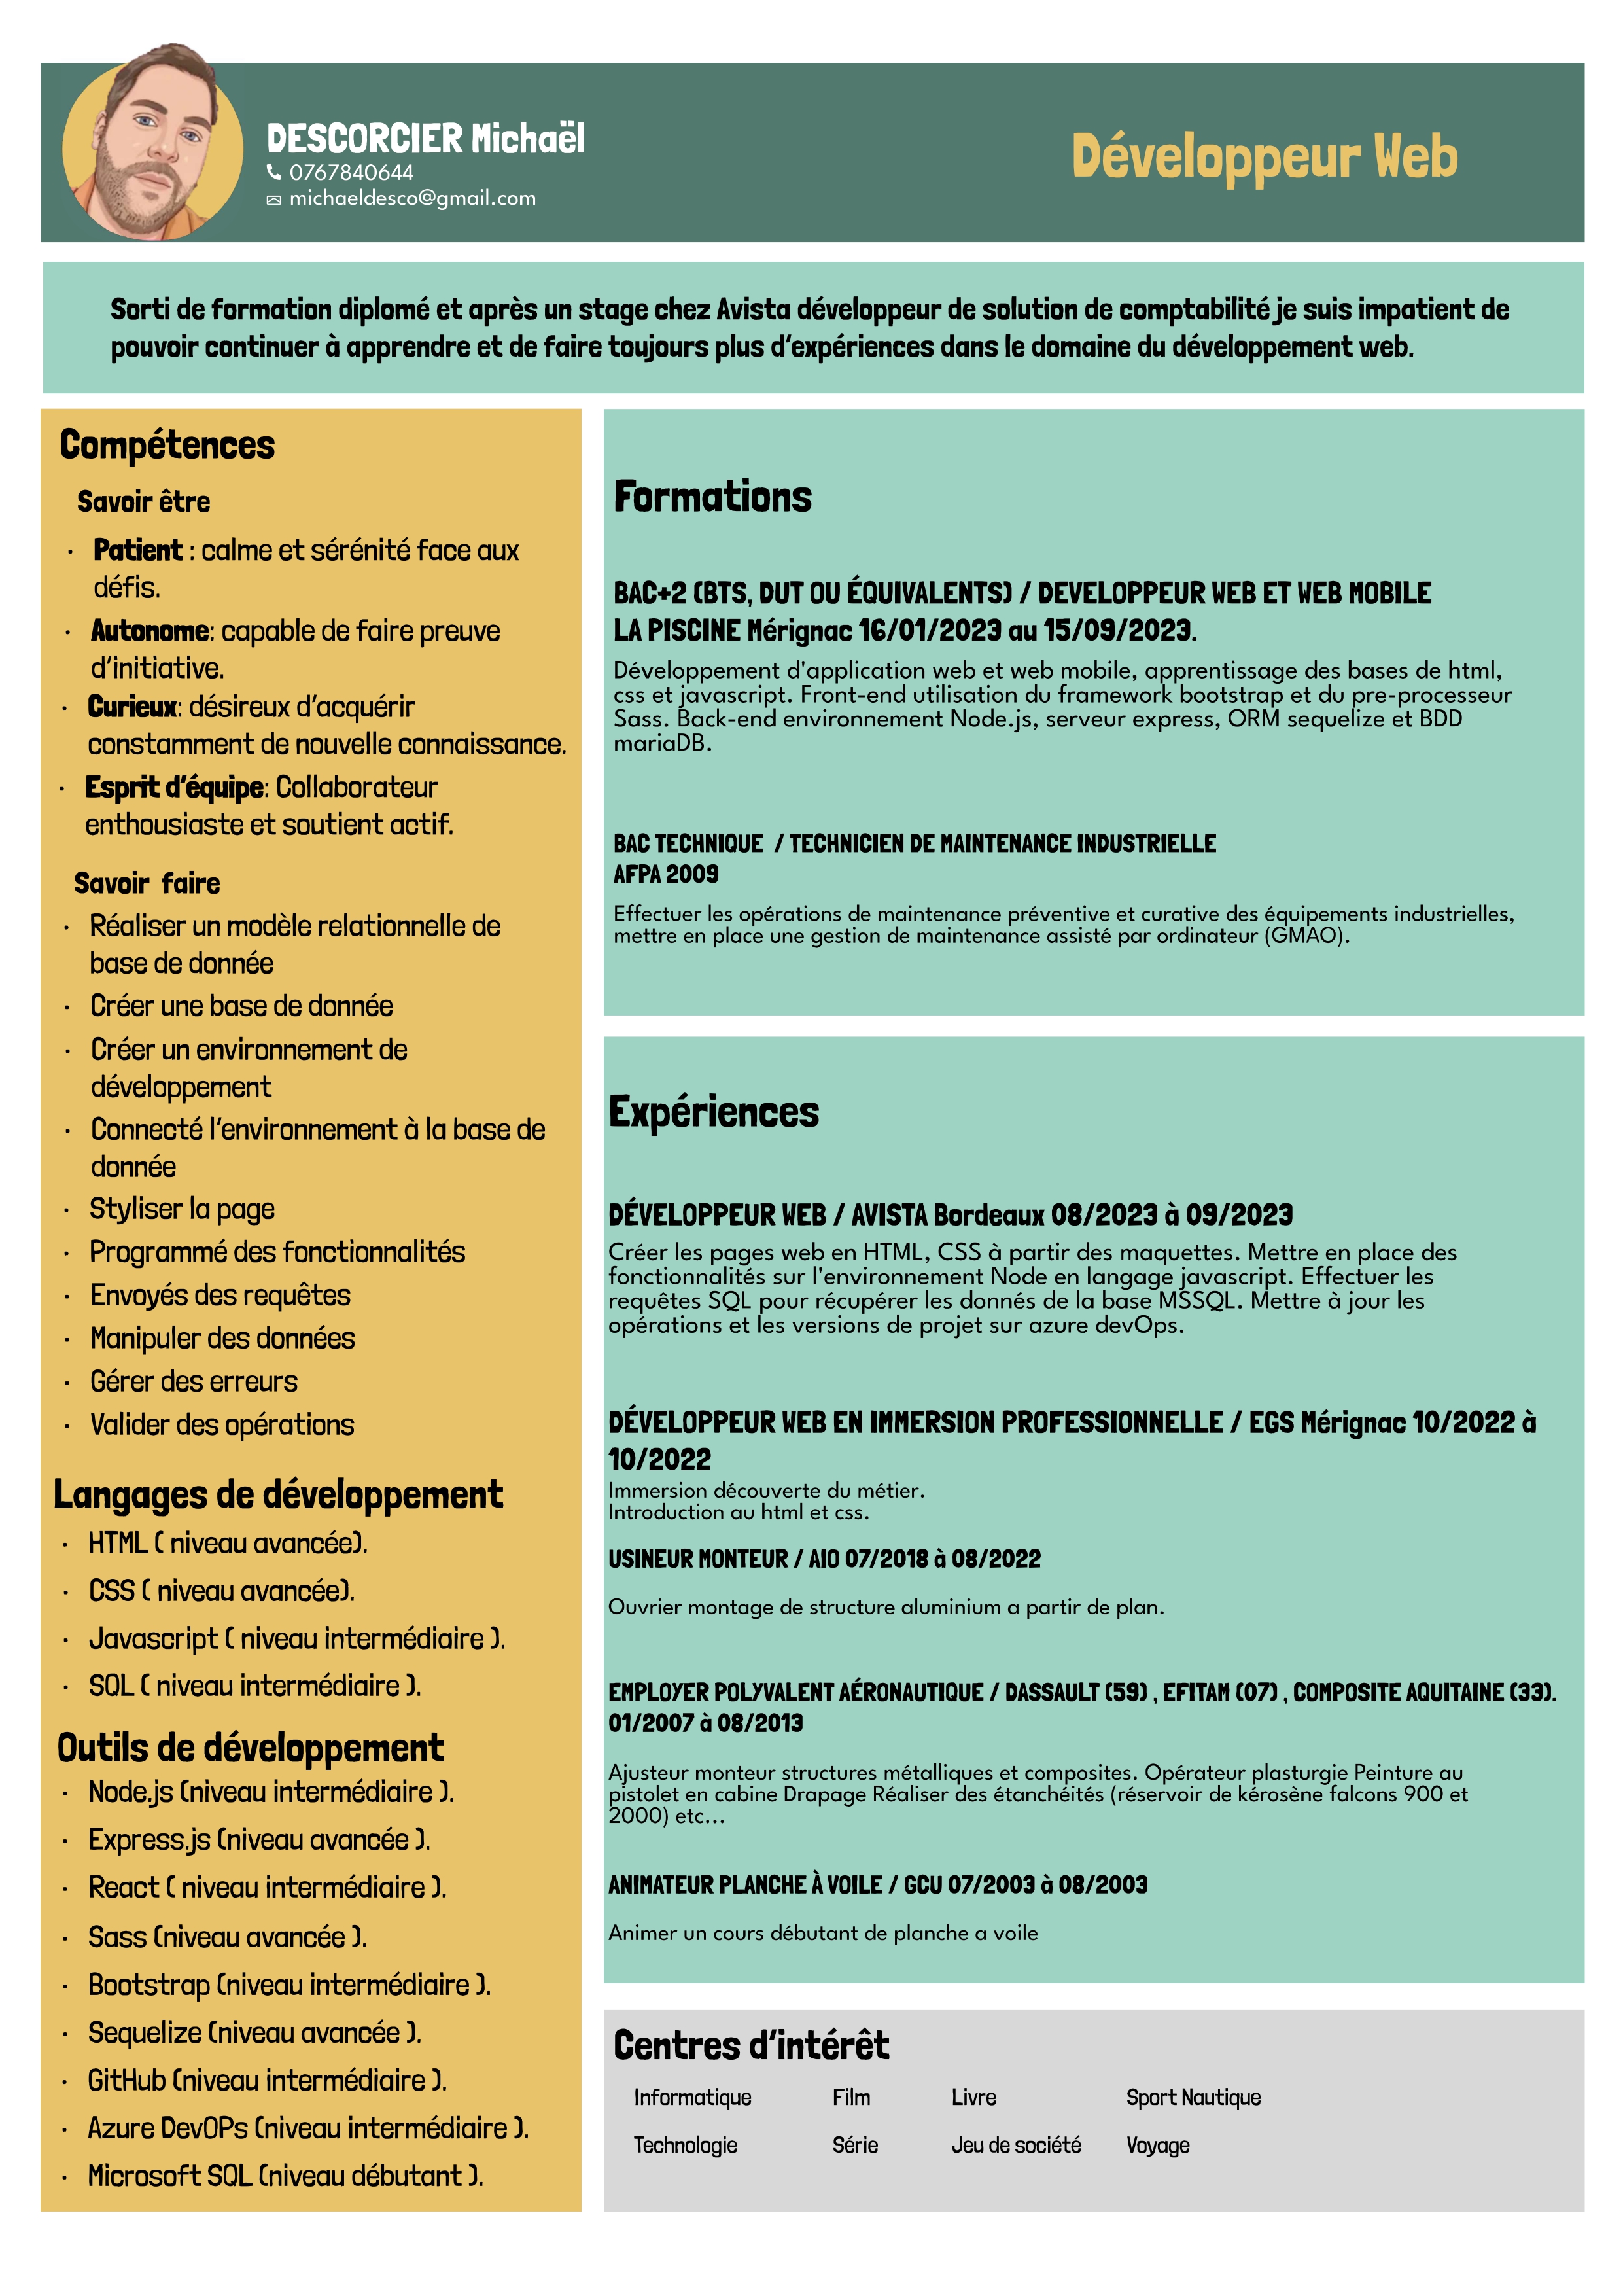 DESCORCIER Michaël
0767840644
michaeldesco@gmail.com
Développeur Web
Sorti de formation diplomé et après un stage chez Avista développeur de solution de comptabilité je suis impatient de
pouvoir continuer à apprendre et de faire toujours plus d'expériences dans le domaine du développement web.
Compétences
Savoir être
· Patient : calme et sérénité face aux
défis.
· Autonome: capable de faire preuve
d'initiative.
· Curieux: désireux d'acquérir
constamment de nouvelle connaissance.
· Esprit d'équipe: Collaborateur
enthousiaste et soutient actif.
Savoir faire
· Réaliser un modèle relationnelle de
base de donnée
· Créer une base de donnée
· Créer un environnement de
développement
· Connecté l'environnement à la base de
donnée
· Styliser la page
· Programmé des fonctionnalités
· Envoyés des requêtes
· Manipuler des données
· Gérer des erreurs
· Valider des opérations
Langages de développement
· HTML ( niveau avancée).
· CSS ( niveau avancée).
· Javascript ( niveau intermédiaire ).
· SQL ( niveau intermédiaire ).
Outils de développement
· Node.js (niveau intermédiaire ).
· Express.js (niveau avancée ).
· React ( niveau intermédiaire ).
· Sass (niveau avancée ).
· Bootstrap (niveau intermédiaire ).
· Sequelize (niveau avancée ).
· GitHub (niveau intermédiaire ).
· Azure DevOPs (niveau intermédiaire ).
· Microsoft SQL (niveau débutant ).
Formations
BAC+2 (BTS, DUT OU ÉQUIVALENTS) / DEVELOPPEUR WEB ET WEB MOBILE
LA PISCINE Mérignac 16/01/2023 au 15/09/2023.
Développement d'application web et web mobile, apprentissage des bases de html,
css et javascript. Front-end utilisation du framework bootstrap et du pre-processeur
Sass. Back-end environnement Node.js, serveur express, ORM sequelize et BDD
mariaDB.
BAC TECHNIQUE / TECHNICIEN DE MAINTENANCE INDUSTRIELLE
AFPA 2009
Effectuer les opérations de maintenance préventive et curative des équipements industrielles,
mettre en place une gestion de maintenance assisté par ordinateur (GMAO).
Expériences
DÉVELOPPEUR WEB / AVISTA Bordeaux 08/2023 à 09/2023
Créer les pages web en HTML, CSS à partir des maquettes. Mettre en place des
fonctionnalités sur l'environnement Node en langage javascript. Effectuer les
requêtes SQL pour récupérer les donnés de la base MSSQL. Mettre à jour les
opérations et les versions de projet sur azure devOps.
DÉVELOPPEUR WEB EN IMMERSION PROFESSIONNELLE / EGS Mérignac 10/2022 à
10/2022
Immersion découverte du métier.
Introduction au html et css.
USINEUR MONTEUR / AIO 07/2018 à 08/2022
Ouvrier montage de structure aluminium a partir de plan.
EMPLOYER POLYVALENT AÉRONAUTIQUE / DASSAULT (59) , EFITAM (07) , COMPOSITE AQUITAINE (33).
01/2007 à 08/2013
Ajusteur monteur structures métalliques et composites. Opérateur plasturgie Peinture au
pistolet en cabine Drapage Réaliser des étanchéités (réservoir de kérosène falcons 900 et
2000) etc...
ANIMATEUR PLANCHE À VOILE / GCU 07/2003 à 08/2003
Animer un cours débutant de planche a voile
Centres d'intérêt
Informatique Film Livre Sport Nautique
Technologie Série Jeu de société Voyage